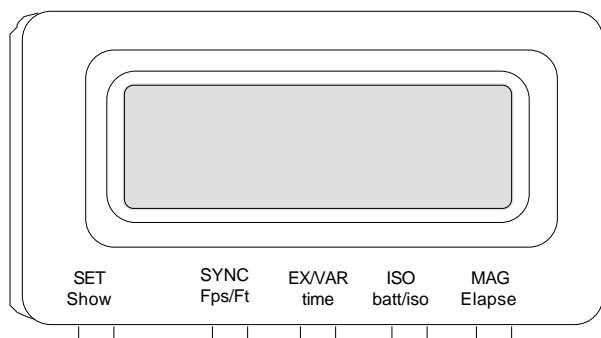 SET
Show
SYNC
Fps/Ft
EX/VAR
time
ISO
batt/iso
MAG
Elapse